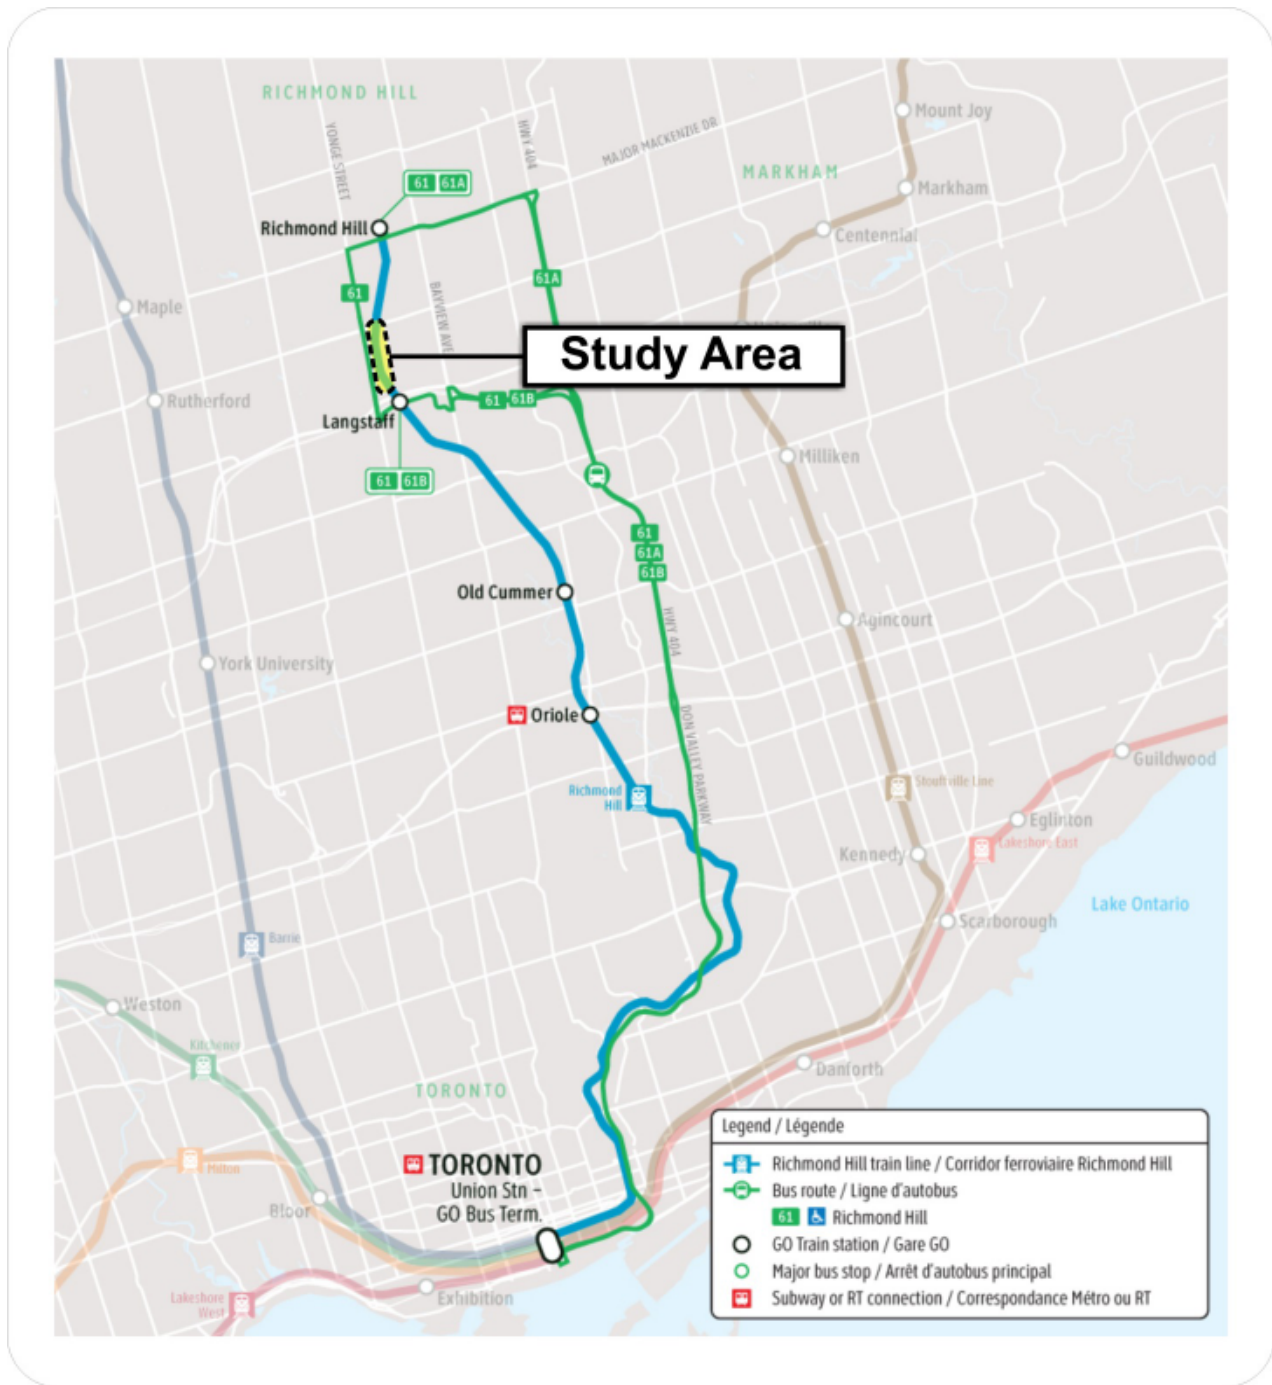 RICHMOND HILL
YONGE STREET
HWY 404
MAJOR MACKENZIE DR
Mount Joy
MARKHAM
Markham
61 61A
Richmond Hill
Centennial
61A
61
BAYVIEW AVE
Maple
Study Area
Rutherford
61 61B
Langstaff
Milliken
61 61B
61
61A
61B
Old Cummer
HWY 404
Agincourt
York University
Oriole
DON VALLEY PARKWAY
Guildwood
Richmond
Hill
Stouffville Line
Eglinton
Lakeshore East
Kennedy
Lake Ontario
Scarborough
Barrie
Weston
Kitchener
Danforth
TORONTO
Legend / Légende
Richmond Hill train line / Corridor ferroviaire Richmond Hill
Bus route / Ligne d'autobus
61 Richmond Hill
GO Train station / Gare GO
Major bus stop / Arrêt d'autobus principal
Subway or RT connection / Correspondance Métro ou RT
Milton
TORONTO
Union Stn –
GO Bus Term.
Bloor
Lakeshore
West
Exhibition